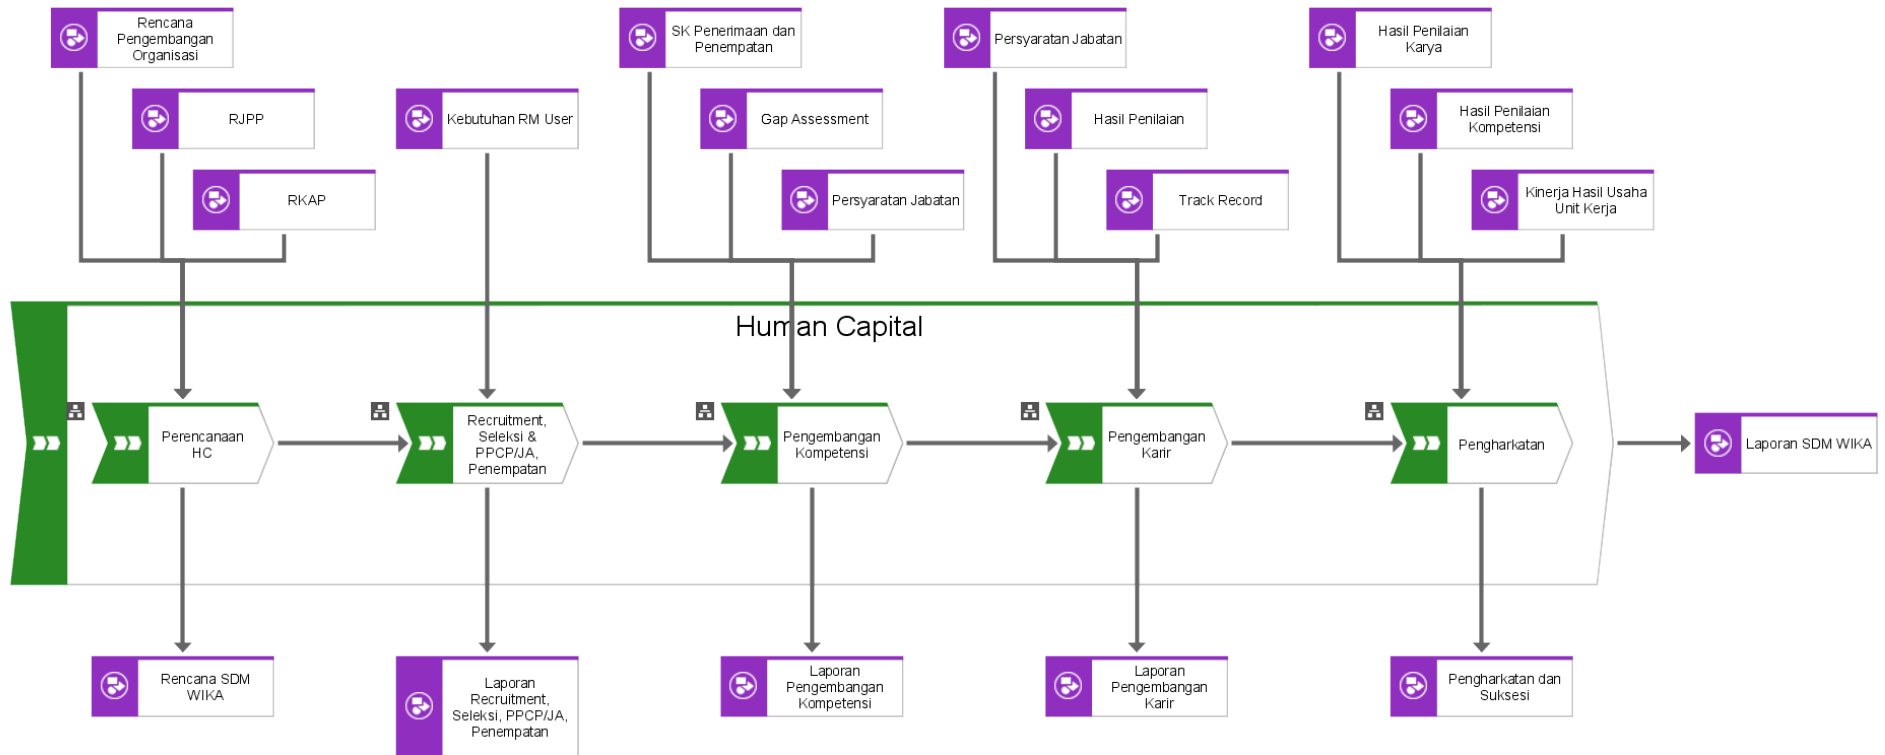 Rencana
Pengembangan
Organisasi
SK Penerimaan dan
Penempatan
Persyaratan Jabatan
Hasil Penilaian
Karya
RJPP
Kebutuhan RM User
Gap Assessment
Hasil Penilaian
Hasil Penilaian
Kompetensi
RKAP
Persyaratan Jabatan
Track Record
Kinerja Hasil Usaha
Unit Kerja
Human Capital
Perencanaan
HC
Recruitment,
Seleksi &
PPCP/JA,
Penempatan
Pengembangan
Kompetensi
Pengembangan
Karir
Pengharkatan
Laporan SDM WIKA
Rencana SDM
WIKA
Laporan
Recruitment,
Seleksi, PPCP/JA,
Penempatan
Laporan
Pengembangan
Kompetensi
Laporan
Pengembangan
Karir
Pengharkatan dan
Suksesi